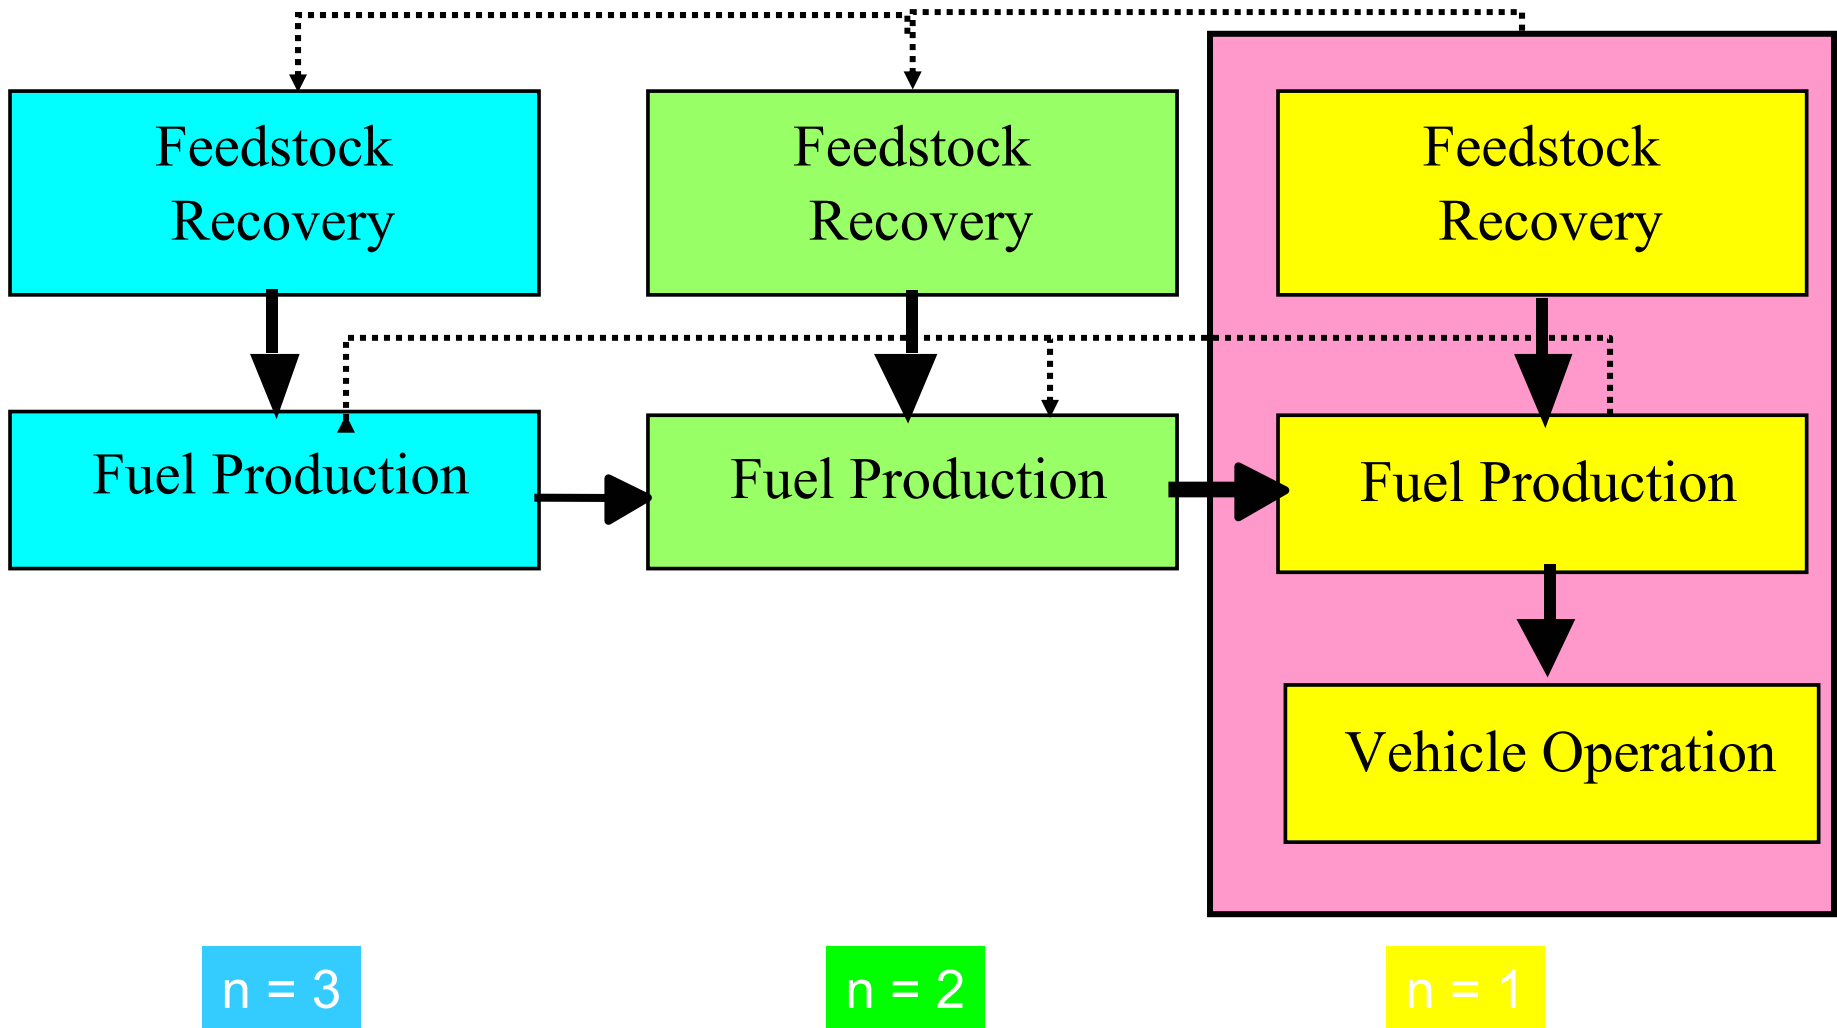 Feedstock
Recovery
Feedstock
Recovery
Feedstock
Recovery
Fuel Production
Fuel Production
Fuel Production
Vehicle Operation
n = 3
n = 2
n = 1